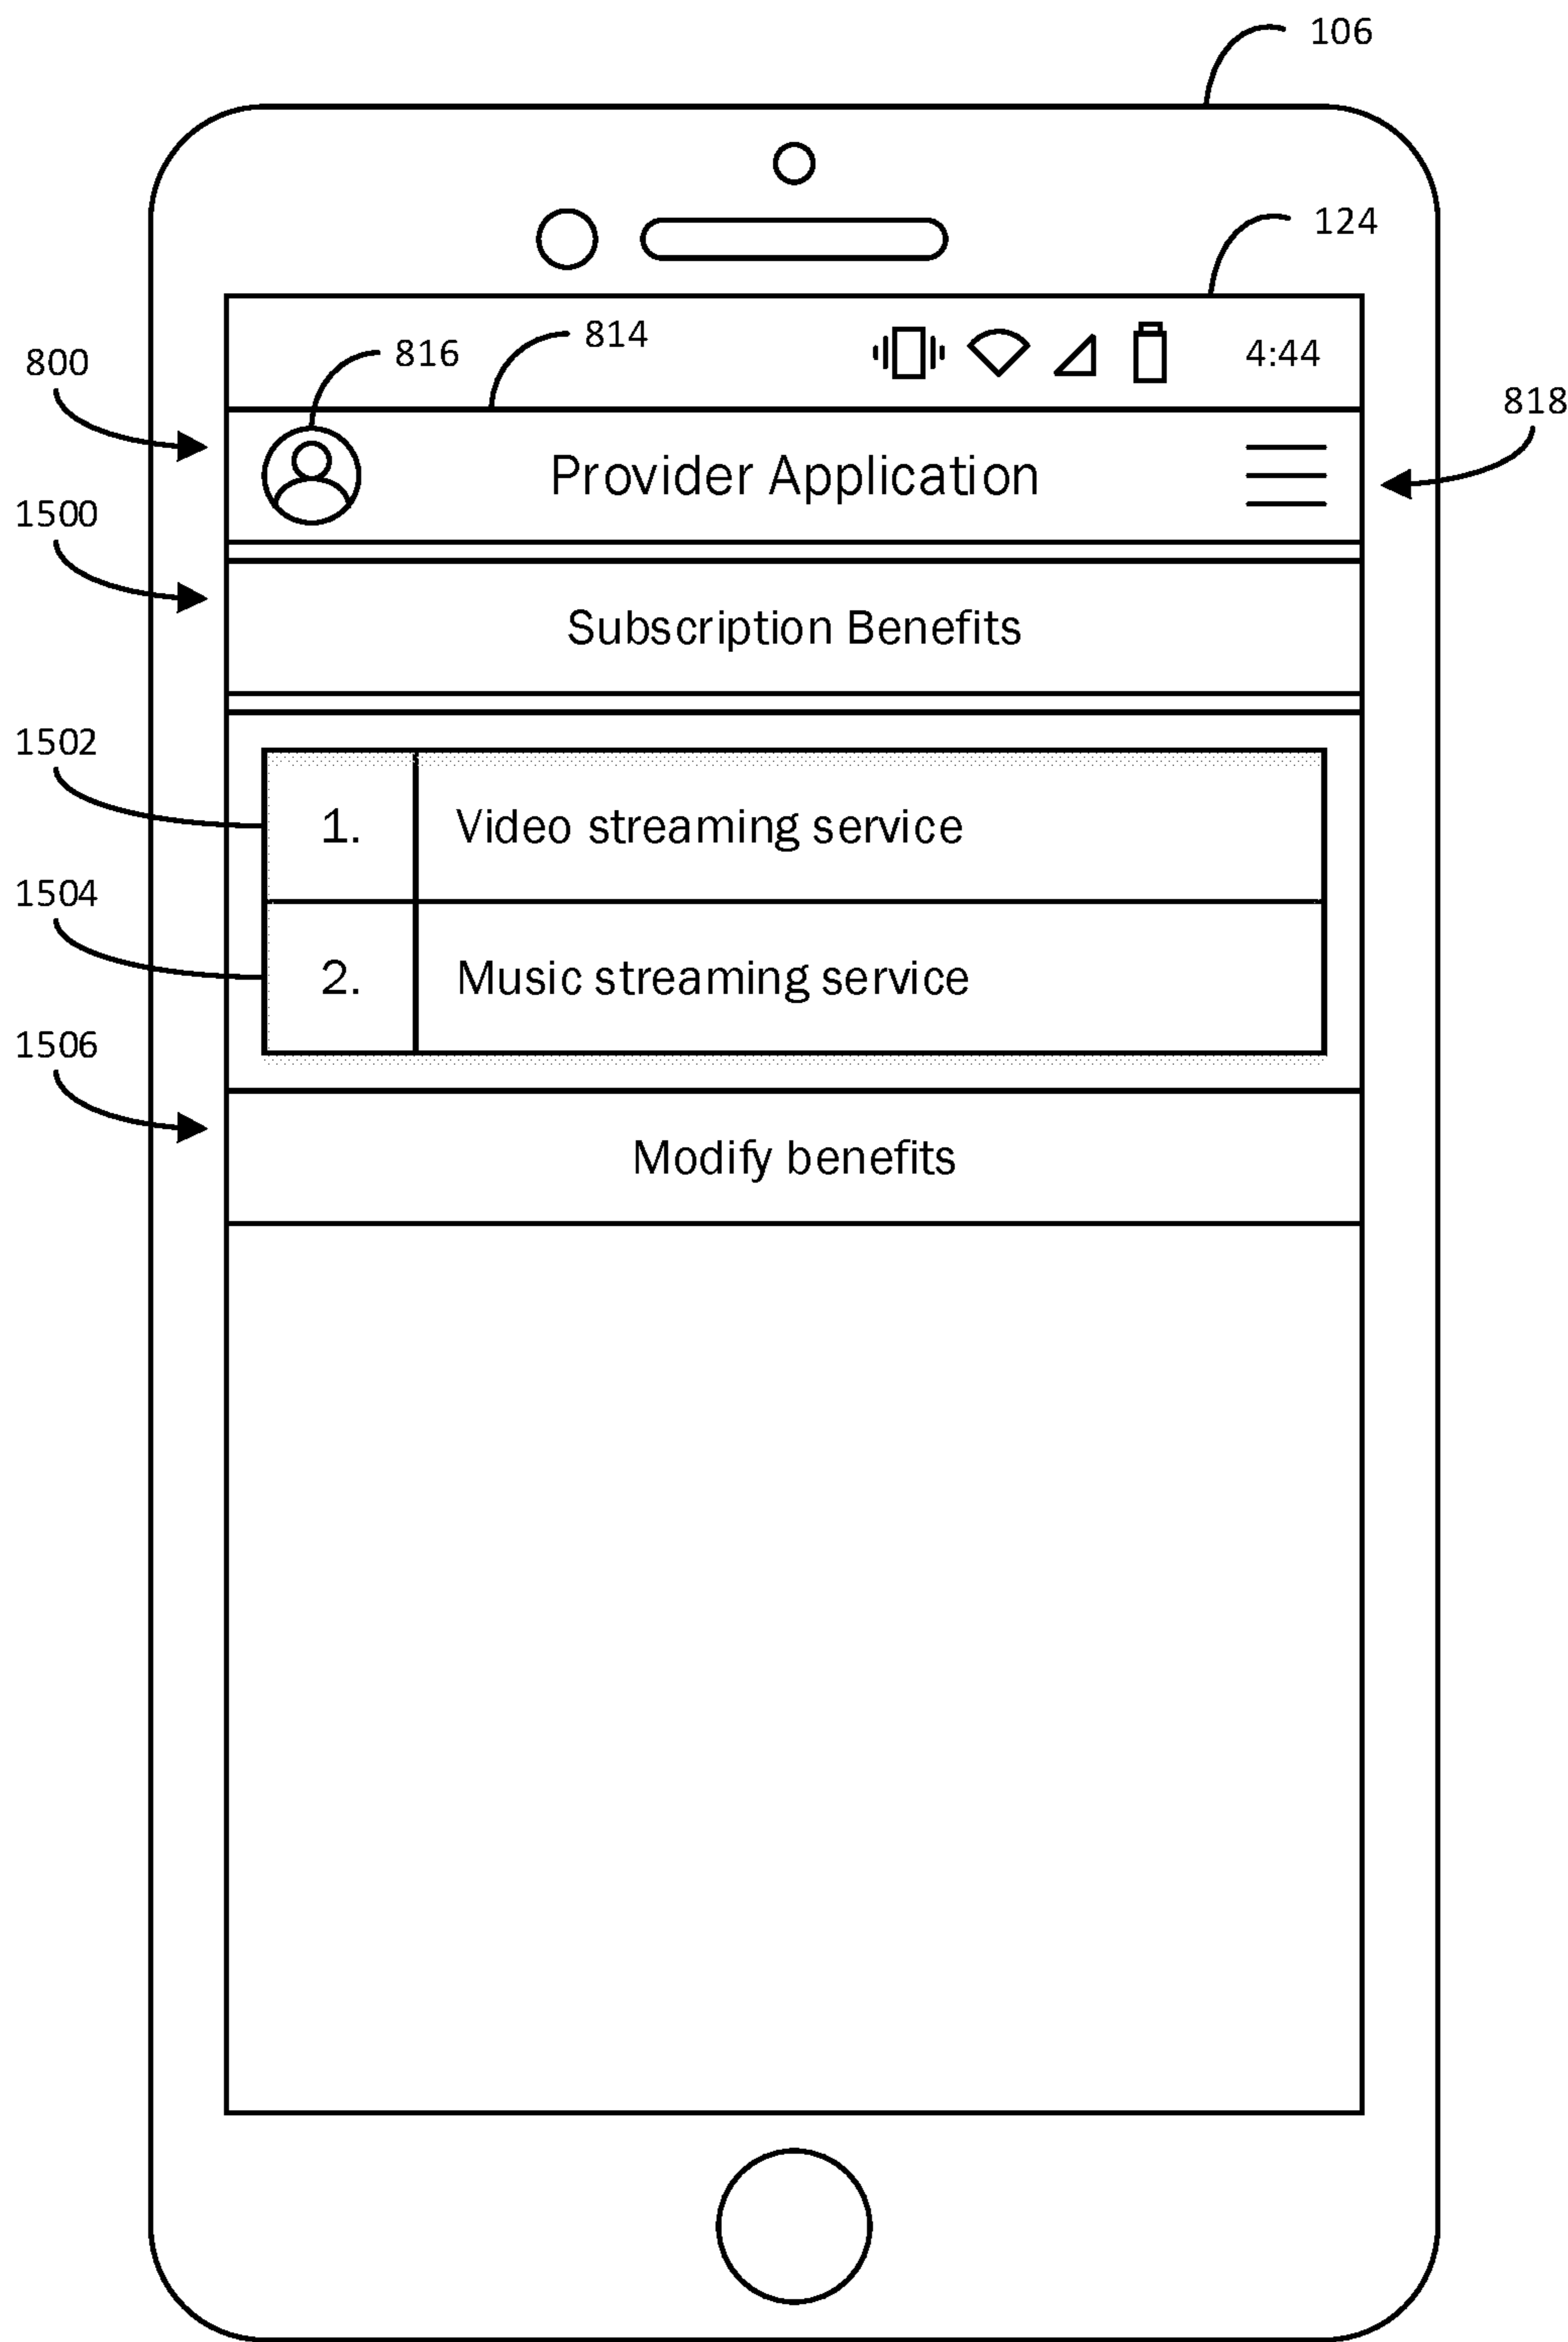 106
124
814
816
4:44
800
818
Provider Application
1500
Subscription Benefits
1502
1. Video streaming service
1504
2. Music streaming service
1506
Modify benefits